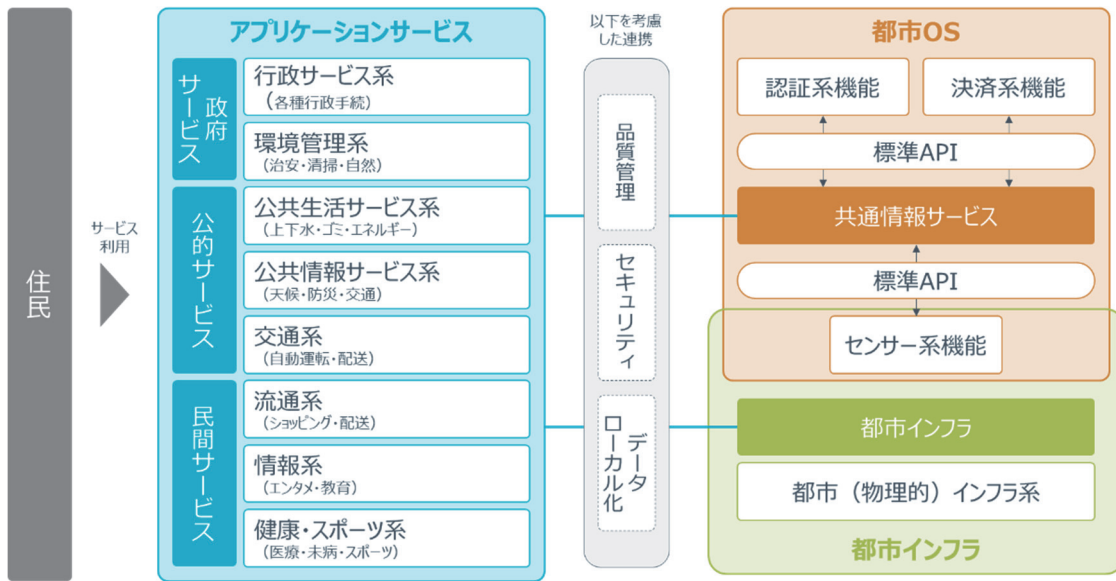 住民
サービス
利用
アプリケーションサービス
政府
サービス
行政サービス系
(各種行政手続)
環境管理系
(治安・清掃・自然)
公的サービス
公共生活サービス系
(上下水・ゴミ・エネルギー)
公共情報サービス系
(天候・防災・交通)
交通系
(自動運転・配送)
民間サービス
流通系
(ショッピング・配送)
情報系
(エンタメ・教育)
健康・スポーツ系
(医療・未病・スポーツ)
以下を考慮
した連携
品質管理
セキュリティ
データ
ローカル化
都市OS
認証系機能
決済系機能
標準API
共通情報サービス
標準API
センサー系機能
都市インフラ
都市（物理的）インフラ系
都市インフラ